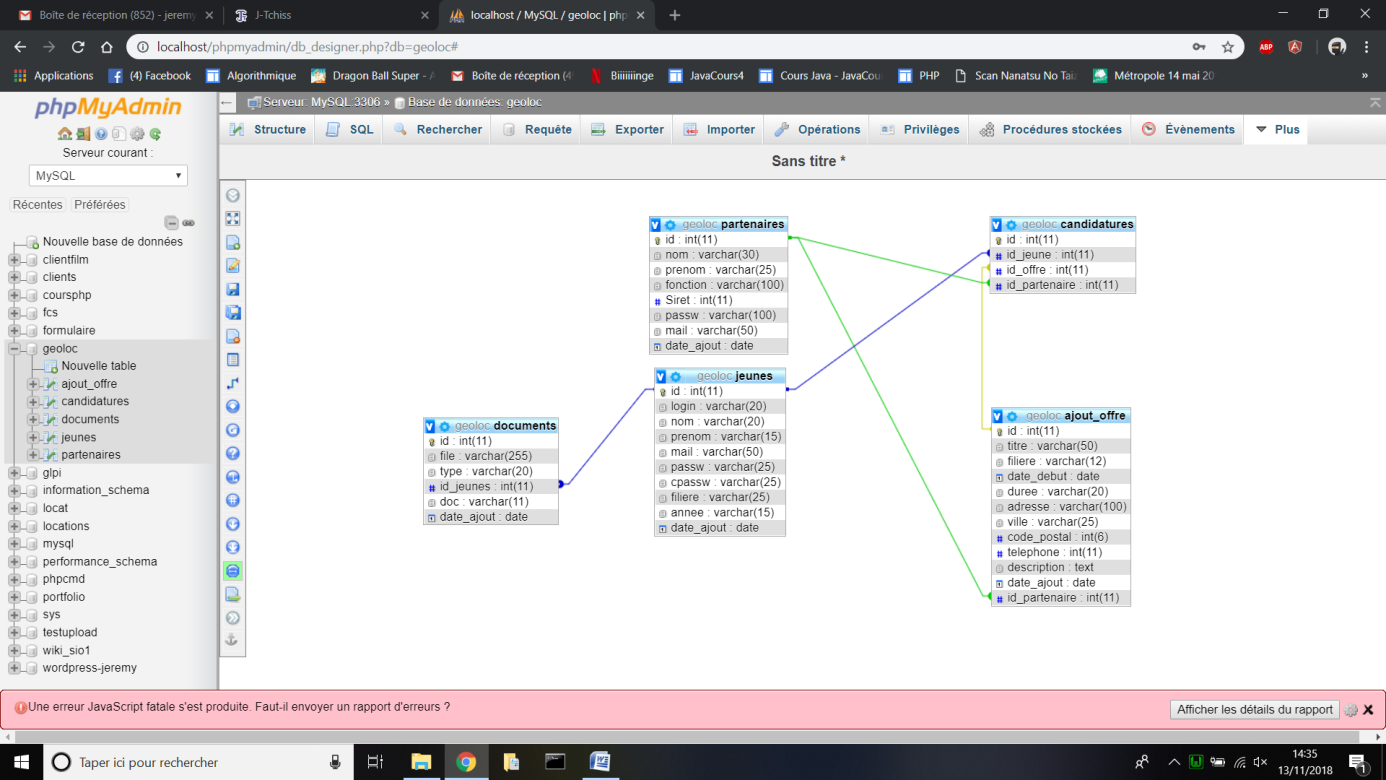 Boîte de réception (852) - jeremy
J-Tchiss
localhost / MySQL / geoloc | php
localhost/phpmyadmin/db_designer.php?db=geoloc#
ABP
Applications
(4) Facebook
Algorithmique
Dragon Ball Super - A
Boîte de réception (4
Biiiiiinge
JavaCours4
Cours Java - JavaCou
PHP
Scan Nanatsu No Tai
Métropole 14 mai 20
»
phpMyAdmin
Serveur courant :
MySQL
Récentes
Préférées
Nouvelle base de données
clientfilm
clients
coursphp
fcs
formulaire
geoloc
Nouvelle table
ajout_offre
candidatures
documents
jeunes
partenaires
glpi
information_schema
locat
locations
mysql
performance_schema
phpcmd
portfolio
sys
testupload
wiki_sio1
wordpress-jeremy
Serveur: MySQL:3306 » Base de données: geoloc
Structure
SQL
Rechercher
Requête
Exporter
Importer
Opérations
Privilèges
Procédures stockées
Évènements
Plus
Sans titre *
geoloc partenaires
id : int(11)
nom : varchar(30)
prenom : varchar(25)
fonction : varchar(100)
Siret : int(11)
passw : varchar(100)
mail : varchar(50)
date_ajout : date
geoloc candidatures
id : int(11)
id_jeune : int(11)
id_offre : int(11)
id_partenaire : int(11)
geoloc jeunes
id : int(11)
login : varchar(20)
nom : varchar(20)
prenom : varchar(15)
mail : varchar(50)
passw : varchar(25)
cpassw : varchar(25)
filiere : varchar(25)
annee : varchar(15)
date_ajout : date
geoloc documents
id : int(11)
file : varchar(255)
type : varchar(20)
id_jeunes : int(11)
doc : varchar(11)
date_ajout : date
geoloc ajout_offre
id : int(11)
titre : varchar(50)
filiere : varchar(12)
date_debut : date
duree : varchar(20)
adresse : varchar(100)
ville : varchar(25)
code_postal : int(6)
telephone : int(11)
description : text
date_ajout : date
id_partenaire : int(11)
Une erreur JavaScript fatale s'est produite. Faut-il envoyer un rapport d'erreurs ?
Afficher les détails du rapport
Taper ici pour rechercher
14:35
13/11/2018
1